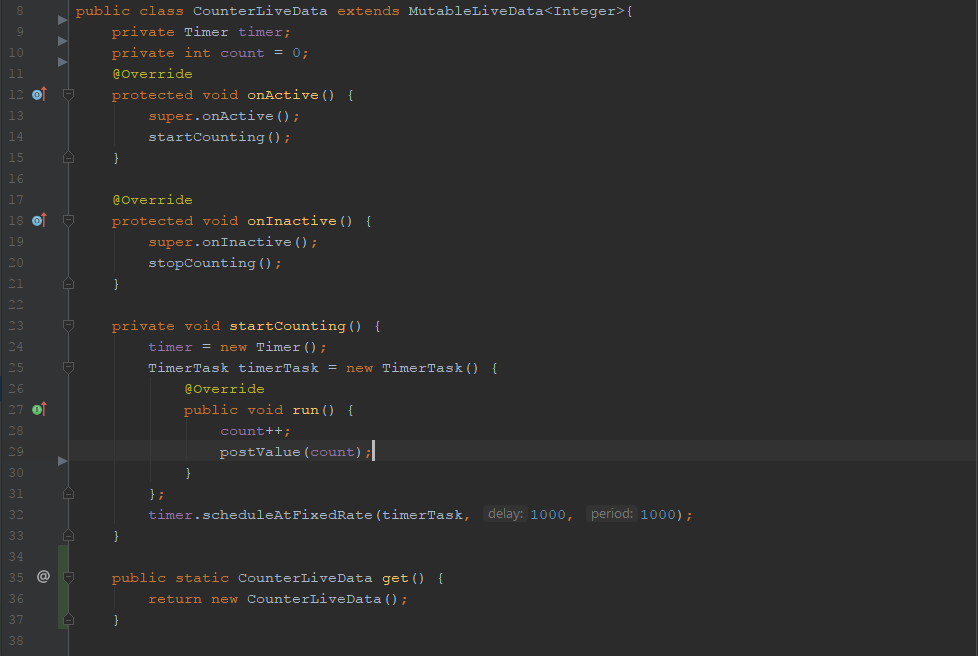 8 public class CounterLiveData extends MutableLiveData<Integer>{
9     private Timer timer;
10     private int count = 0;
11     @Override
12     protected void onActive() {
13         super.onActive();
14         startCounting();
15     }
16
17     @Override
18     protected void onInactive() {
19         super.onInactive();
20         stopCounting();
21     }
22
23     private void startCounting() {
24         timer = new Timer();
25         TimerTask timerTask = new TimerTask() {
26             @Override
27             public void run() {
28                 count++;
29                 postValue(count);
30             }
31         };
32         timer.scheduleAtFixedRate(timerTask, delay: 1000, period: 1000);
33     }
34
35 @ public static CounterLiveData get() {
36         return new CounterLiveData();
37     }
38